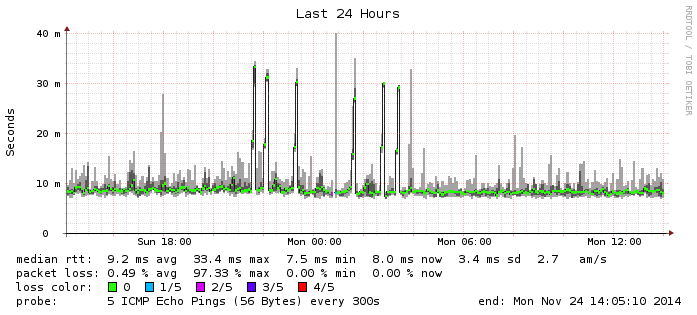 Last 24 Hours
RRDTOOL / TOBI OETIKER
Seconds
40 m
30 m
20 m
10 m
0
Sun 18:00 Mon 00:00 Mon 06:00 Mon 12:00
median rtt: 9.2 ms avg 33.4 ms max 7.5 ms min 8.0 ms now 3.4 ms sd 2.7 am/s
packet loss: 0.49 % avg 97.33 % max 0.00 % min 0.00 % now
loss color: 0 1/5 2/5 3/5 4/5
probe: 5 ICMP Echo Pings (56 Bytes) every 300s end: Mon Nov 24 14:05:10 2014